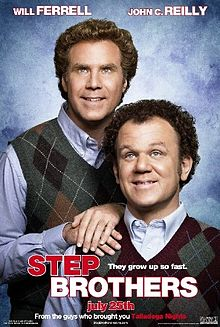 WILL FERRELL JOHN C. REILLY
They grow up so fast.
STEP
BROTHERS
july 25th
From the guys who brought you Talladega Nights